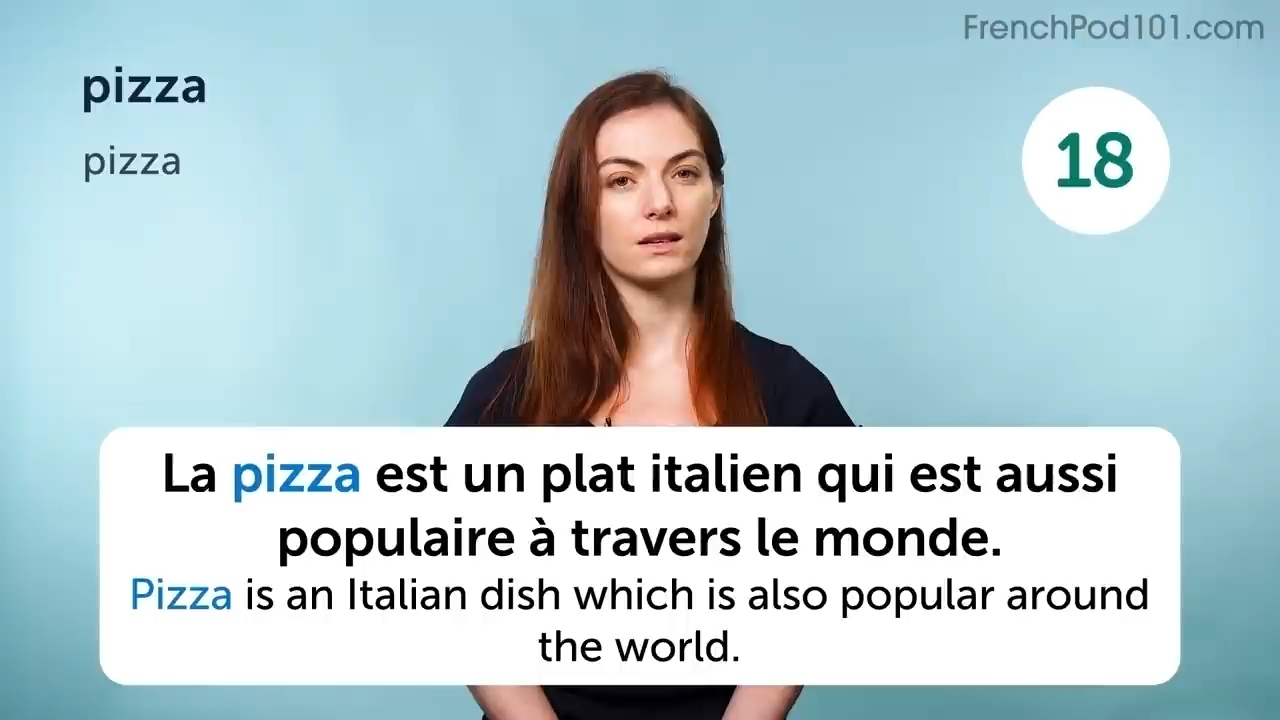 FrenchPod101.com
pizza
pizza
18
La pizza est un plat italien qui est aussi
populaire à travers le monde.
Pizza is an Italian dish which is also popular around
the world.